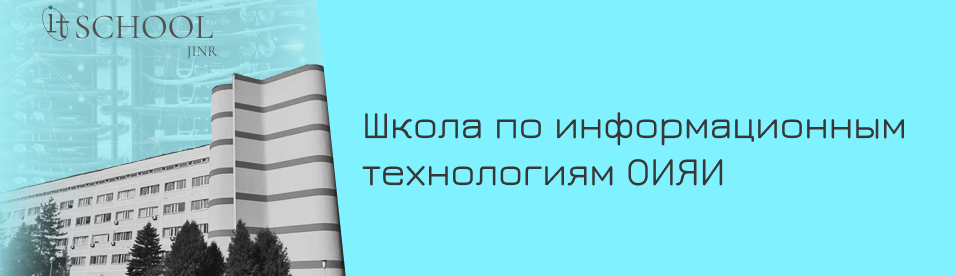 it SCHOOL
JINR
Школа по информационным
технологиям ОИЯИ